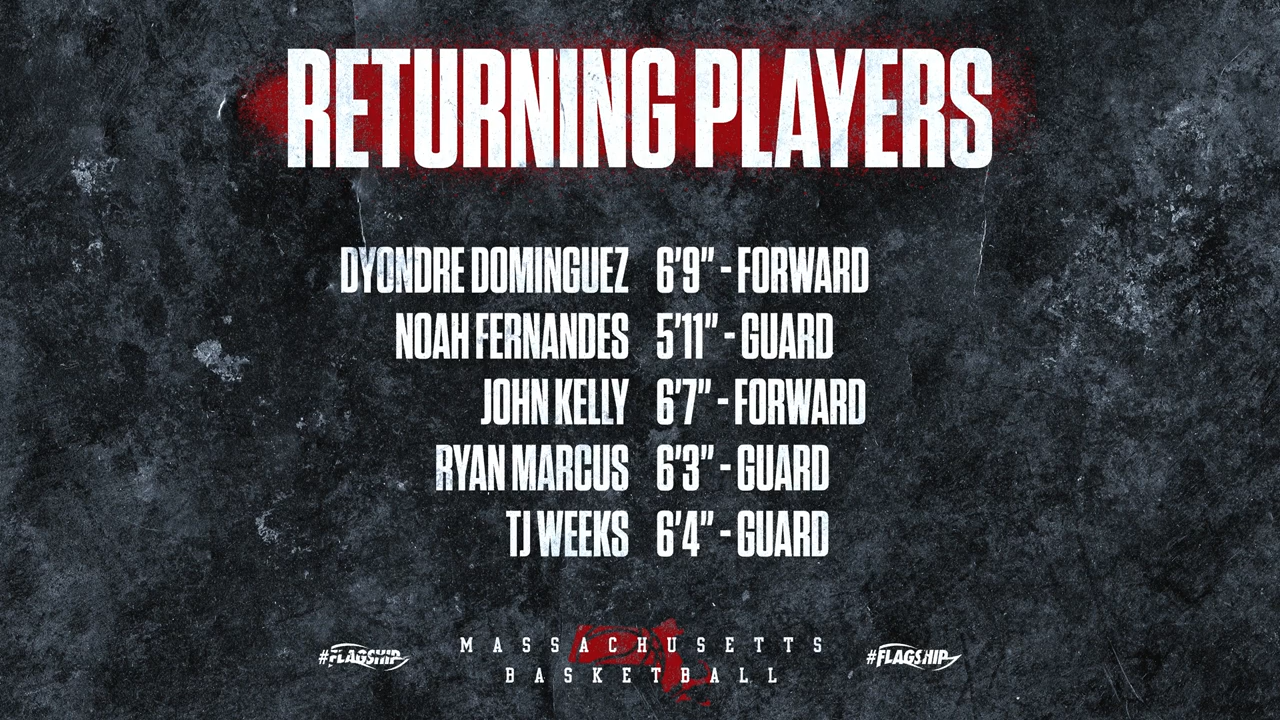 RETURNING PLAYERS
DYONDRE DOMINGUEZ 6'9" - FORWARD
NOAH FERNANDES 5'11" - GUARD
JOHN KELLY 6'7" - FORWARD
RYAN MARCUS 6'3" - GUARD
TJ WEEKS 6'4" - GUARD
#FLAGSHIP MASSACHUSETTS #FLAGSHIP
BASKETBALL